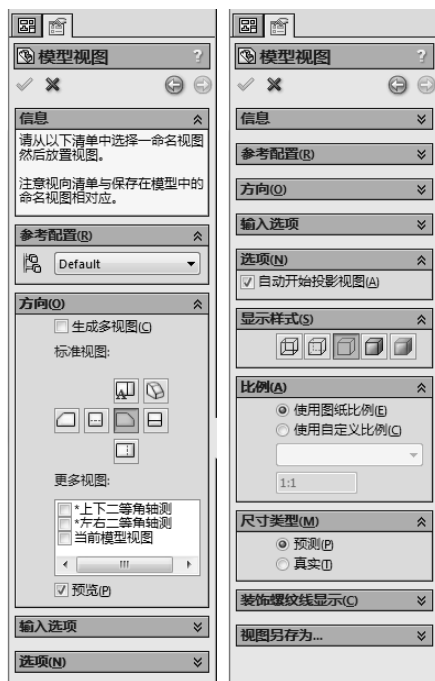 模型视图
?
信息
请从以下清单中选择一命名视图
然后放置视图。
注意视向清单与保存在模型中的
命名视图相对应。
参考配置(R)
Default
方向(O)
生成多视图(C)
标准视图:
更多视图:
*上下二等角轴测
*左右二等角轴测
当前模型视图
预览(P)
输入选项
选项(N)
模型视图
?
信息
参考配置(R)
方向(O)
输入选项
选项(N)
自动开始投影视图(A)
显示样式(S)
比例(A)
使用图纸比例(E)
使用自定义比例(C)
1:1
尺寸类型(M)
预测(P)
真实(T)
装饰螺纹线显示(C)
视图另存为...